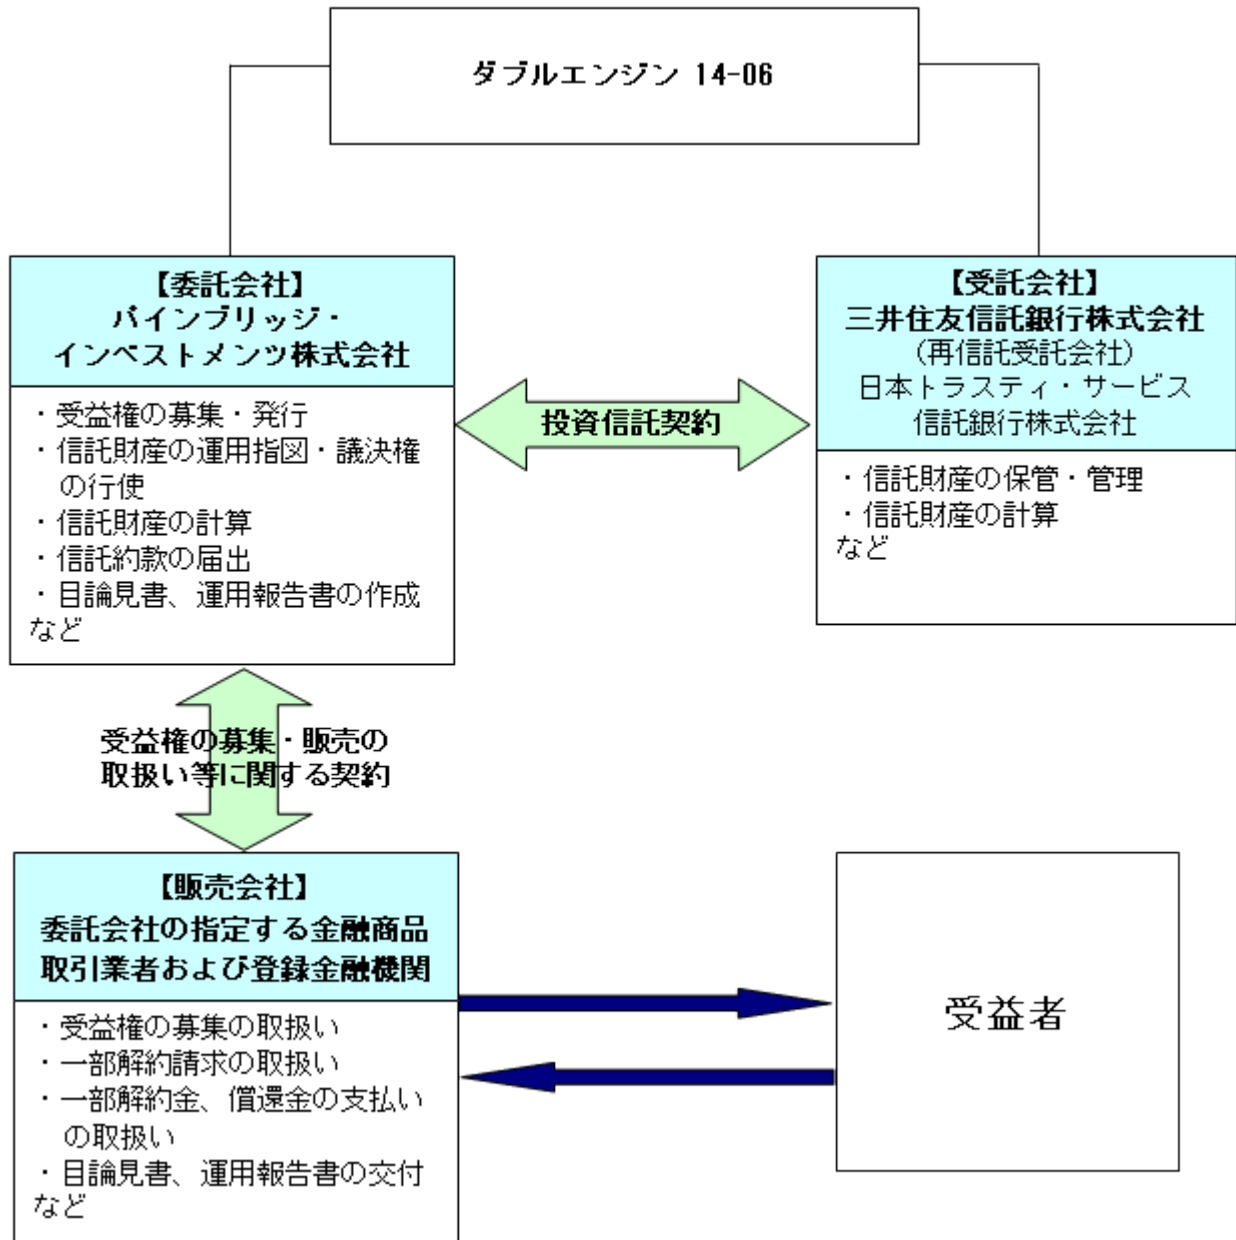 ダブルエンジン 14-06
【委託会社】
パインブリッジ・
インベストメンツ株式会社
・受益権の募集・発行
・信託財産の運用指図・議決権
の行使
・信託財産の計算
・信託約款の届出
・目論見書、運用報告書の作成
など
投資信託契約
【受託会社】
三井住友信託銀行株式会社
（再信託受託会社）
日本トラスティ・サービス
信託銀行株式会社
・信託財産の保管・管理
・信託財産の計算
など
受益権の募集・販売の
取扱い等に関する契約
【販売会社】
委託会社の指定する金融商品
取引業者および登録金融機関
・受益権の募集の取扱い
・一部解約請求の取扱い
・一部解約金、償還金の支払い
の取扱い
・目論見書、運用報告書の交付
など
受益者